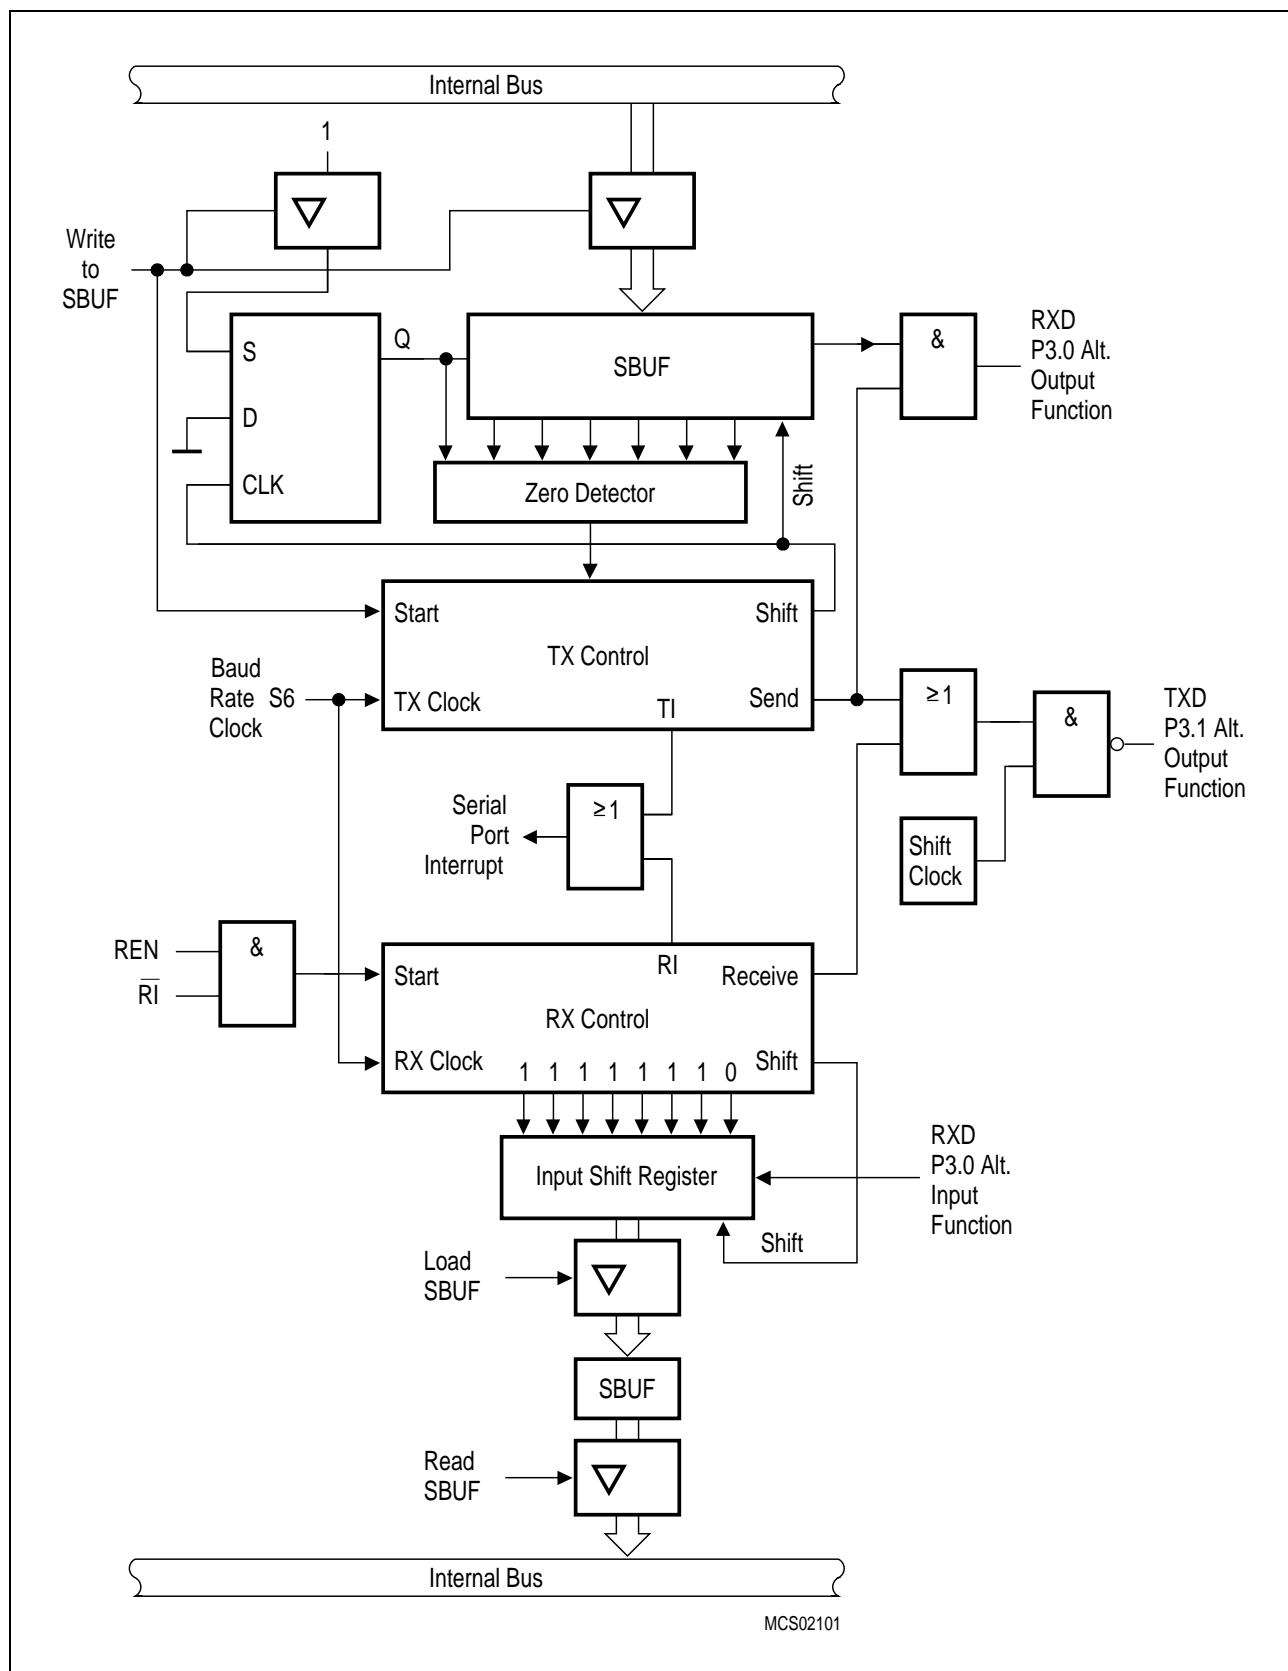 Internal Bus
1
Write
to
SBUF
S
D
CLK
Q
SBUF
&
RXD
P3.0 Alt.
Output
Function
Zero Detector
Shift
Start
Shift
TX Control
TX Clock
TI
Send
Baud
Rate S6
Clock
≥1
&
TXD
P3.1 Alt.
Output
Function
Serial
Port
Interrupt
≥1
Shift
Clock
REN
R̅I̅
&
Start
RI
Receive
RX Control
RX Clock
1 1 1 1 1 1 1 0
Shift
Input Shift Register
RXD
P3.0 Alt.
Input
Function
Shift
Load
SBUF
SBUF
Read
SBUF
Internal Bus
MCS02101